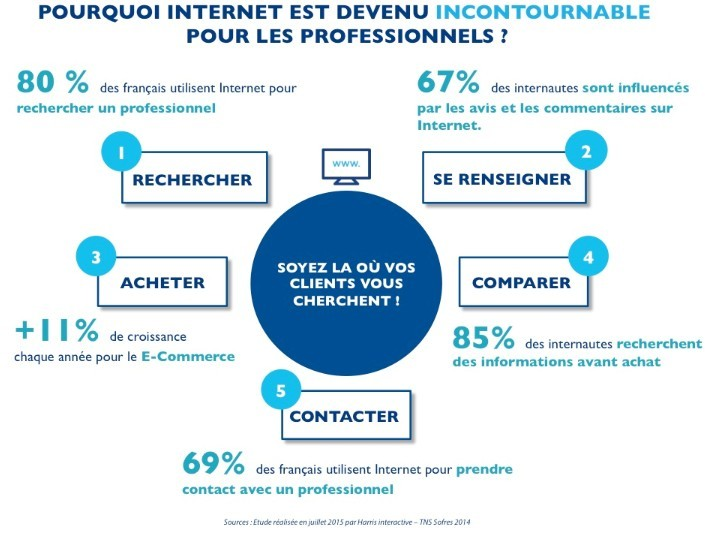 POURQUOI INTERNET EST DEVENU INCONTOURNABLE
POUR LES PROFESSIONNELS ?
80 % des français utilisent Internet pour
rechercher un professionnel
67% des internautes sont influencés
par les avis et les commentaires sur
Internet.
1
RECHERCHER
www.
2
SE RENSEIGNER
SOYEZ LA OÙ VOS
CLIENTS VOUS
CHERCHENT !
3
ACHETER
4
COMPARER
+11% de croissance
chaque année pour le E-Commerce
85% des internautes recherchent
des informations avant achat
5
CONTACTER
69% des français utilisent Internet pour prendre
contact avec un professionnel
Sources : Etude réalisée en juillet 2015 par Harris interactive – TNS Sofres 2014